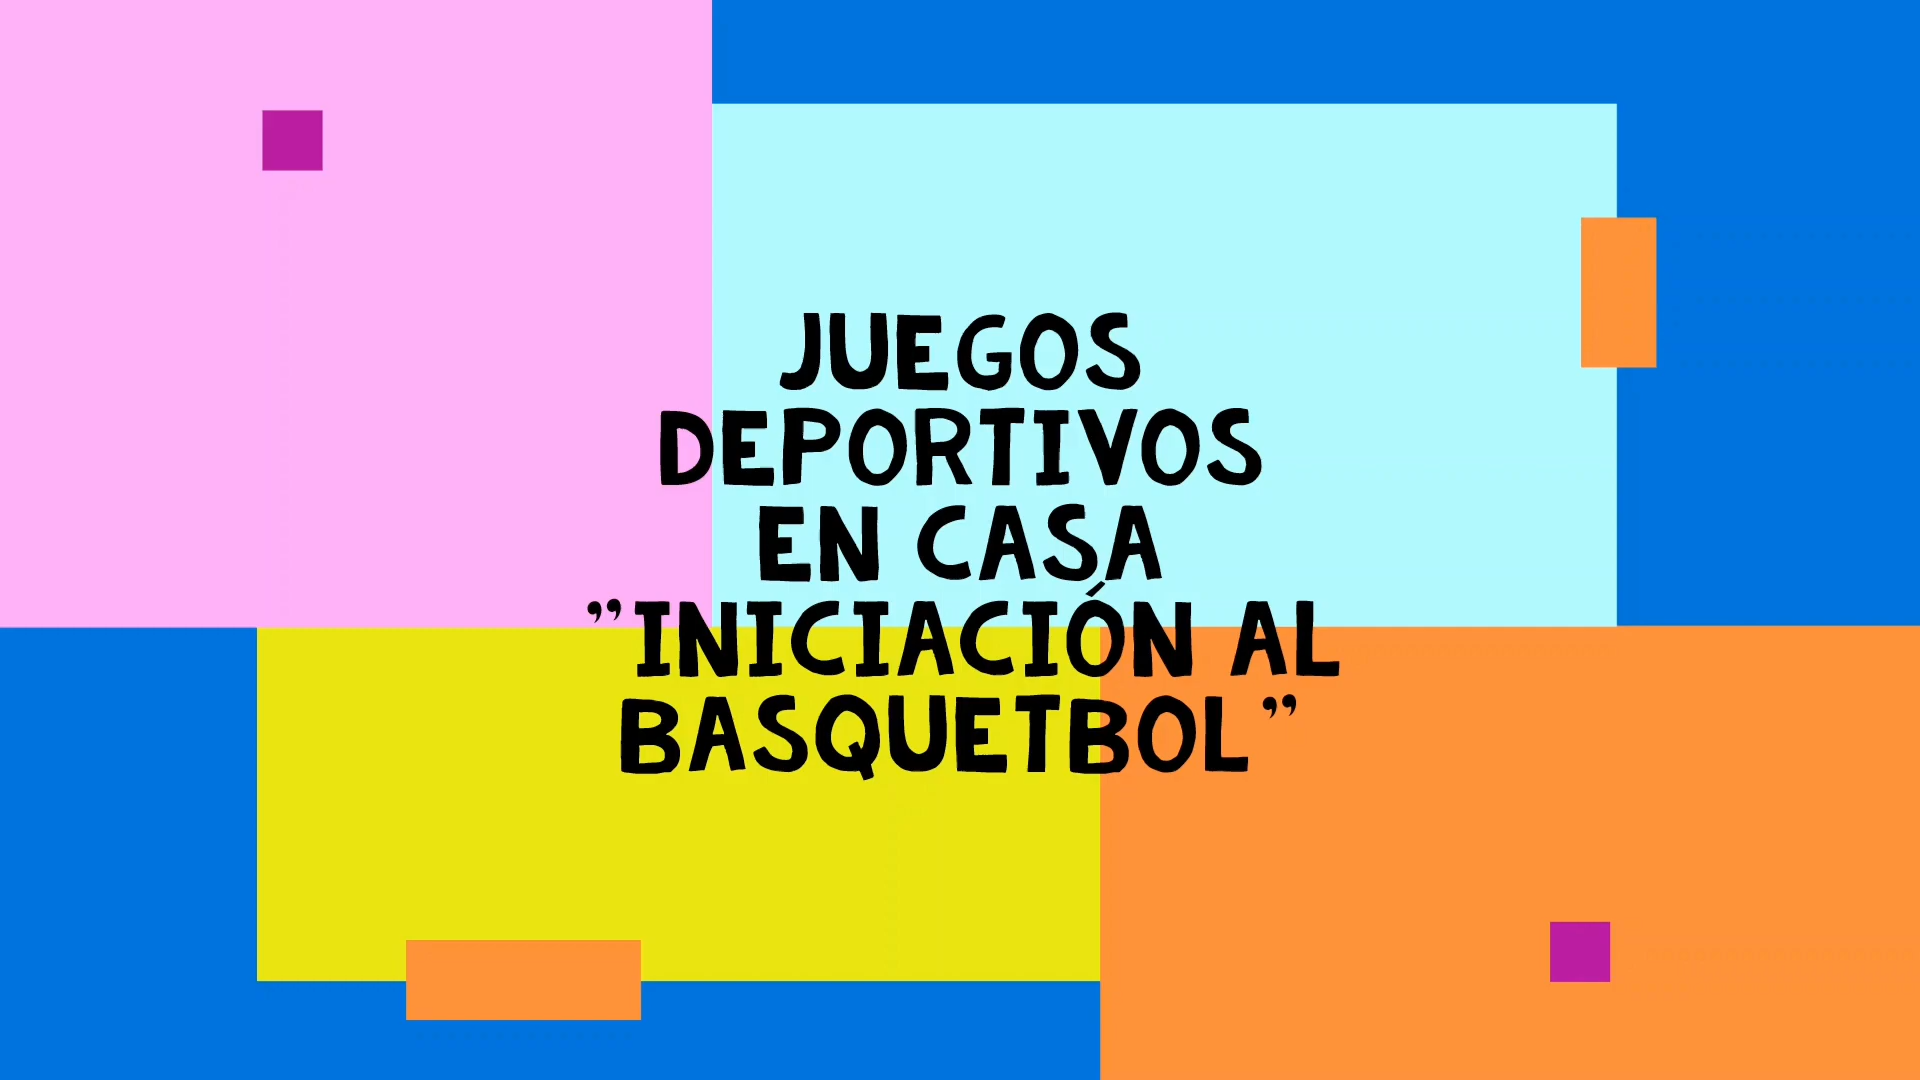 JUEGOS
DEPORTIVOS
EN CASA
"INICIACIÓN AL
BASQUETBOL"